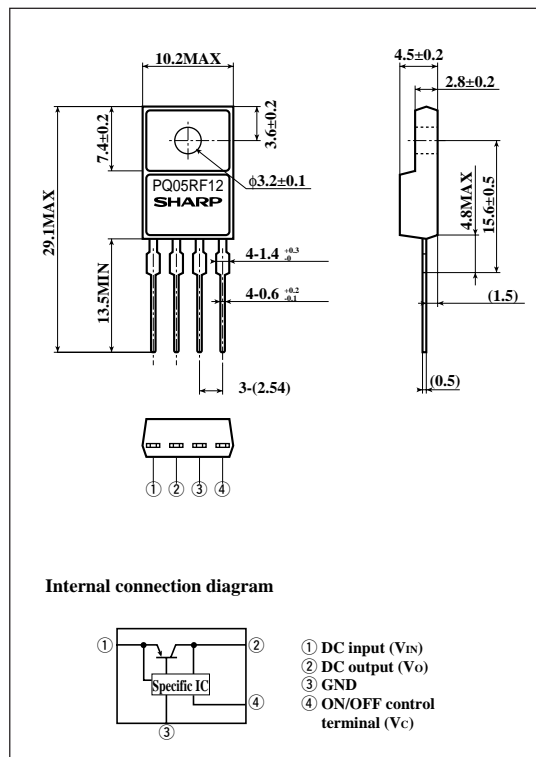 10.2MAX
4.5±0.2
2.8±0.2
7.4±0.2
3.6±0.2
29.1MAX
PQ05RF12
SHARP
φ3.2±0.1
4.8MAX
15.6±0.5
13.5MIN
4-1.4 +0.3 -0
4-0.6 +0.2 -0.1
(1.5)
(0.5)
3-(2.54)
① ② ③ ④
Internal connection diagram
①
②
Specific IC
④
③
① DC input (VIN)
② DC output (VO)
③ GND
④ ON/OFF control
terminal (VC)